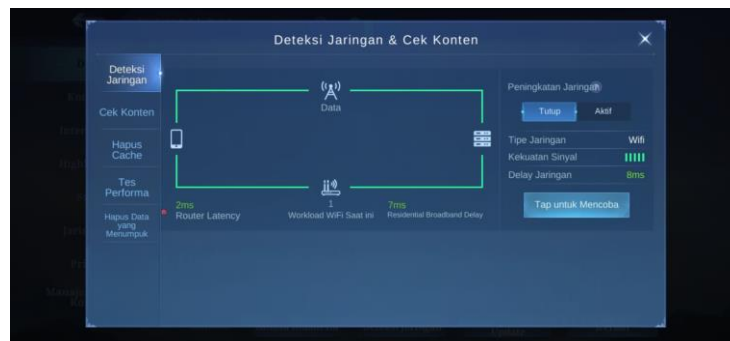 Deteksi Jaringan & Cek Konten
Deteksi
Jaringan
Cek Konten
Hapus
Cache
Tes
Performa
Hapus Data
yang
Menumpuk
Data
2ms
Router Latency
1
Workload WiFi Saat ini
7ms
Residential Broadband Delay
Peningkatan Jaringan
?
Tutup
Aktif
Tipe Jaringan
Wifi
Kekuatan Sinyal
Delay Jaringan
8ms
Tap untuk Mencoba